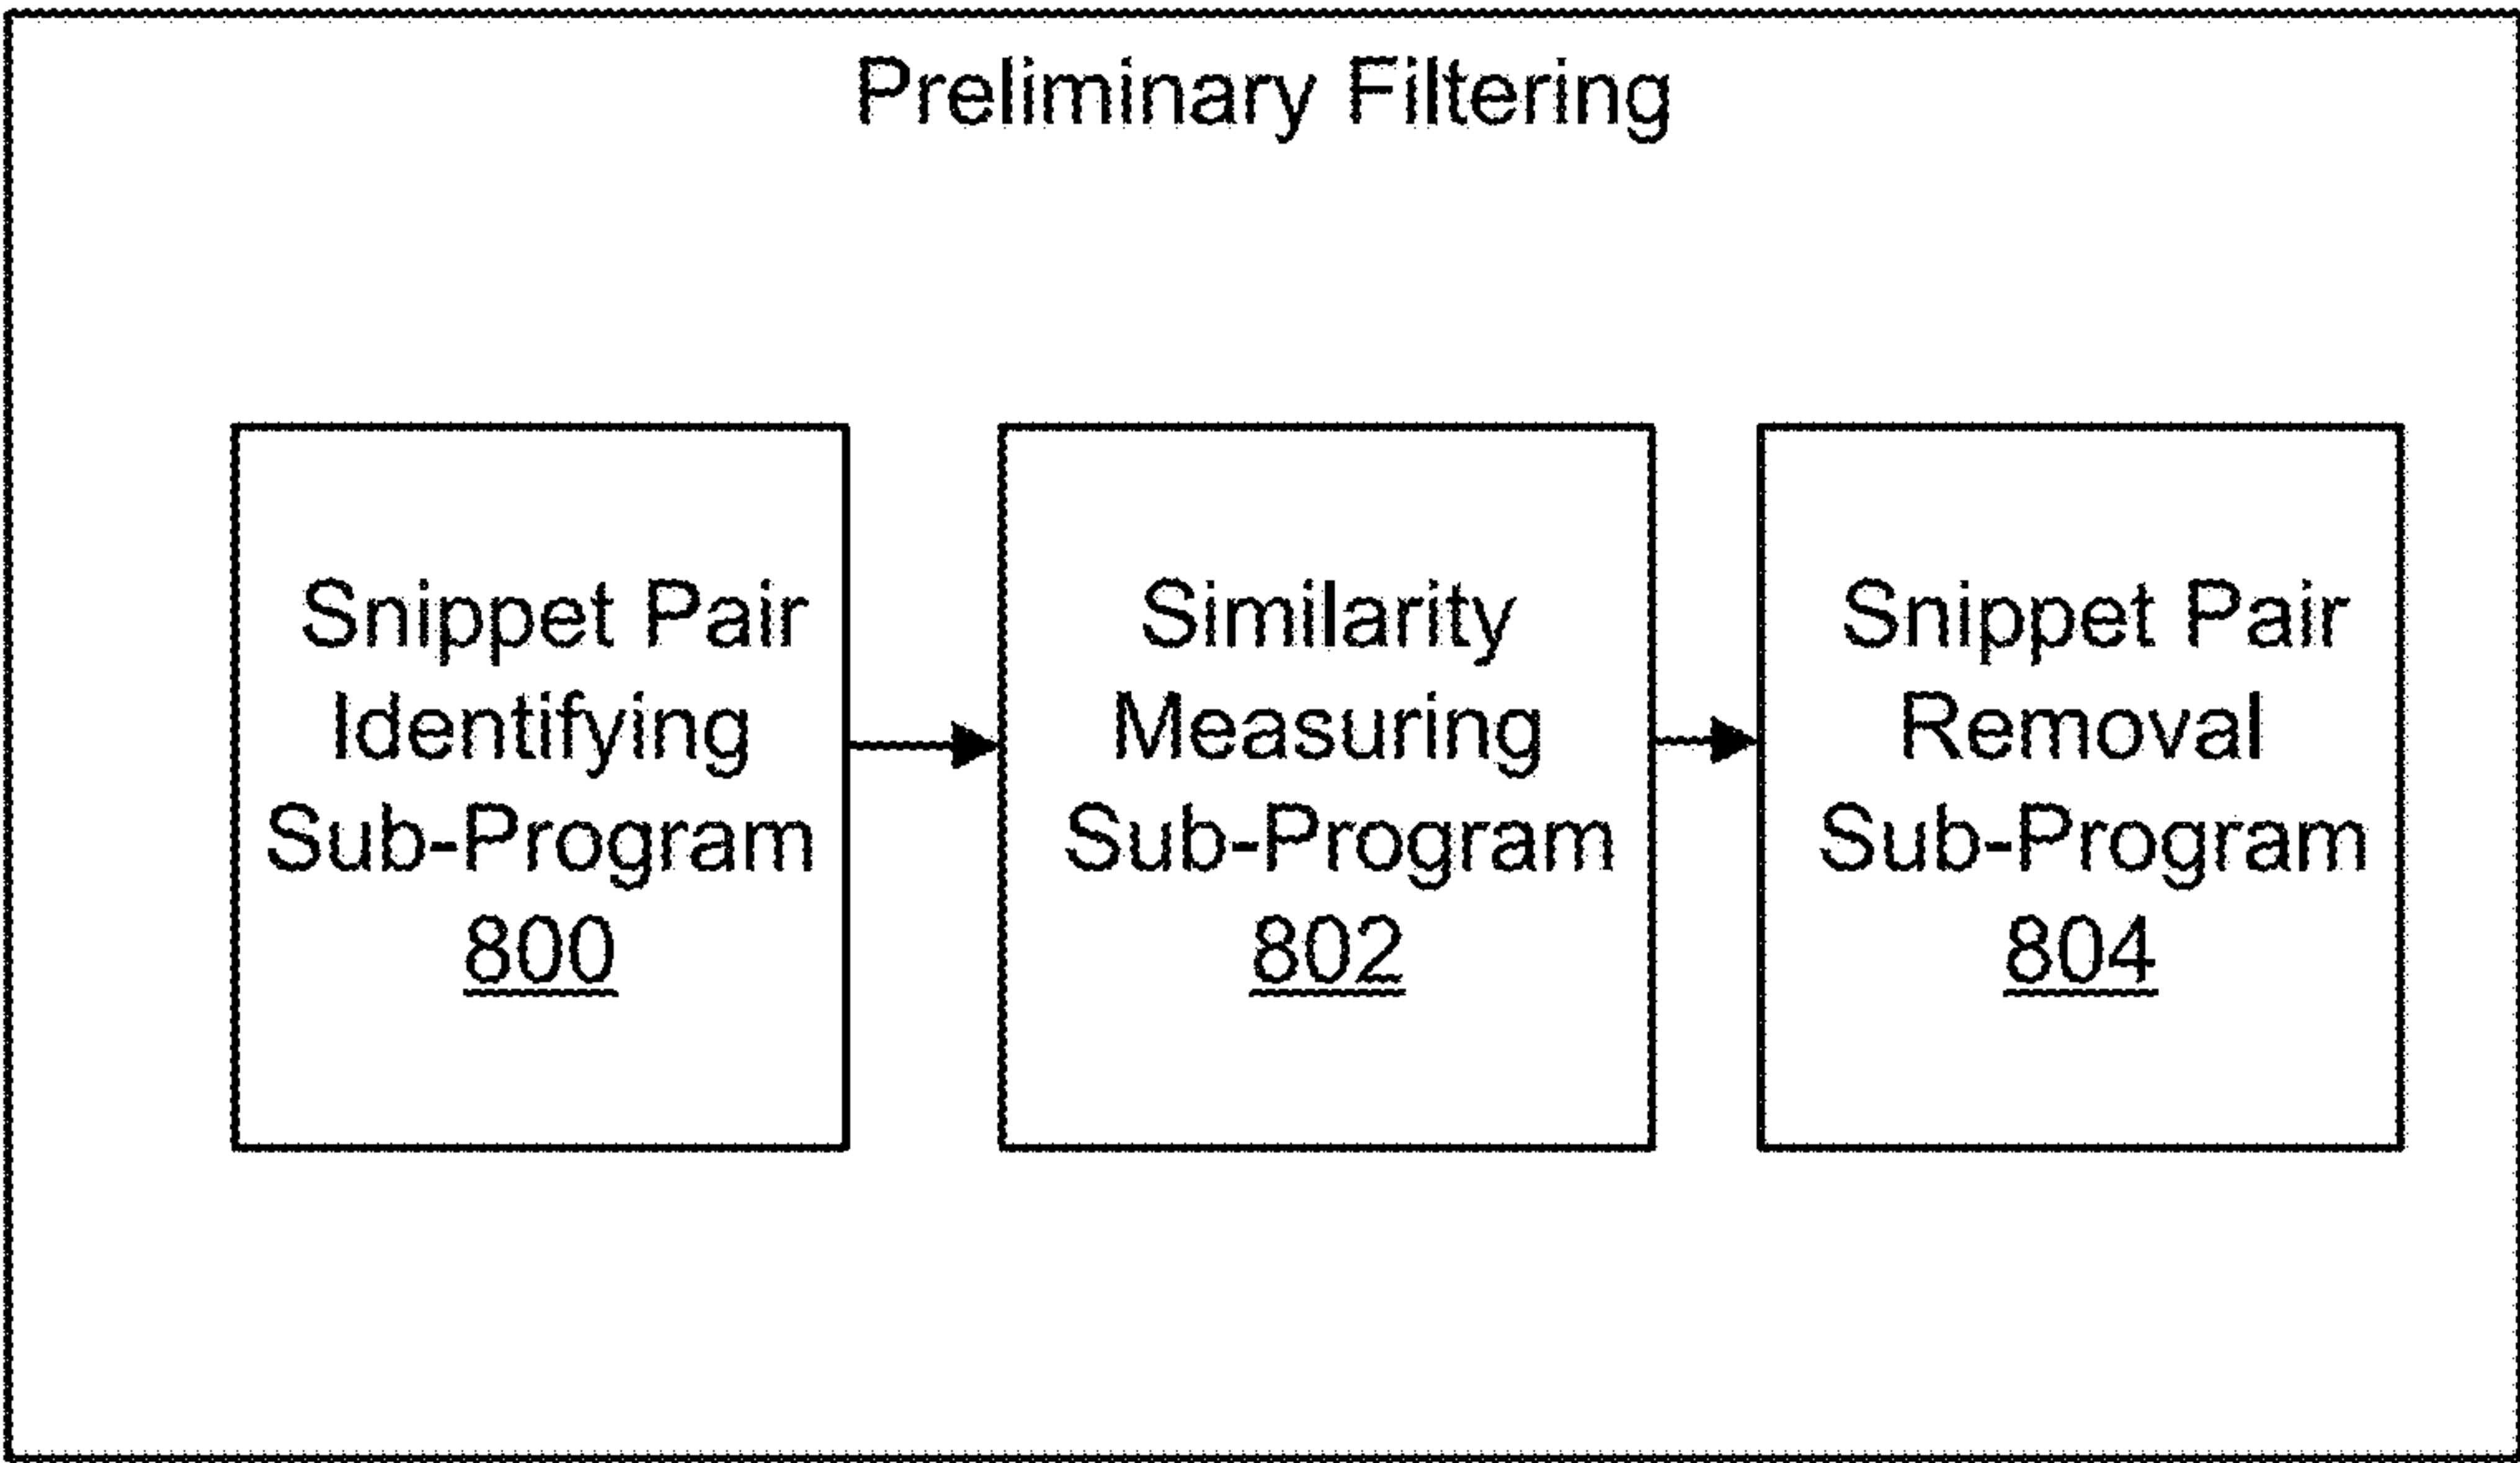 Preliminary Filtering
Snippet Pair
Identifying
Sub-Program
800
Similarity
Measuring
Sub-Program
802
Snippet Pair
Removal
Sub-Program
804